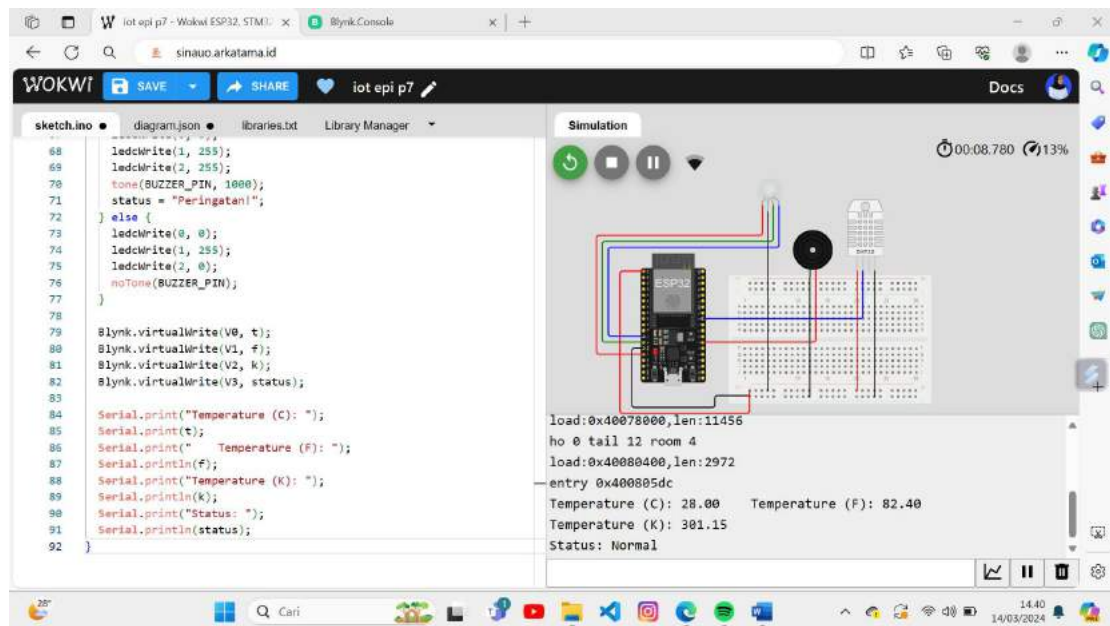 iot epi p7 - Wokwi ESP32, STM3
Blynk.Console
sinauo.arkatama.id
WOKWI
SAVE
SHARE
iot epi p7
Docs
sketch.ino
diagram.json
libraries.txt
Library Manager
Simulation
00:08.780
13%
68 ledcWrite(1, 255);
69 ledcWrite(2, 255);
70 tone(BUZZER_PIN, 1000);
71 status = "Peringatan!";
72 } else {
73 ledcWrite(0, 0);
74 ledcWrite(1, 255);
75 ledcWrite(2, 0);
76 noTone(BUZZER_PIN);
77 }
78
79 Blynk.virtualWrite(V0, t);
80 Blynk.virtualWrite(V1, f);
81 Blynk.virtualWrite(V2, k);
82 Blynk.virtualWrite(V3, status);
83
84 Serial.print("Temperature (C): ");
85 Serial.print(t);
86 Serial.print("    Temperature (F): ");
87 Serial.println(f);
88 Serial.print("Temperature (K): ");
89 Serial.println(k);
90 Serial.print("Status: ");
91 Serial.println(status);
92 }
ESP32
load:0x40078000,len:11456
ho 0 tail 12 room 4
load:0x40080400,len:2972
entry 0x400805dc
Temperature (C): 28.00    Temperature (F): 82.40
Temperature (K): 301.15
Status: Normal
28°
Cari
14.40
14/03/2024